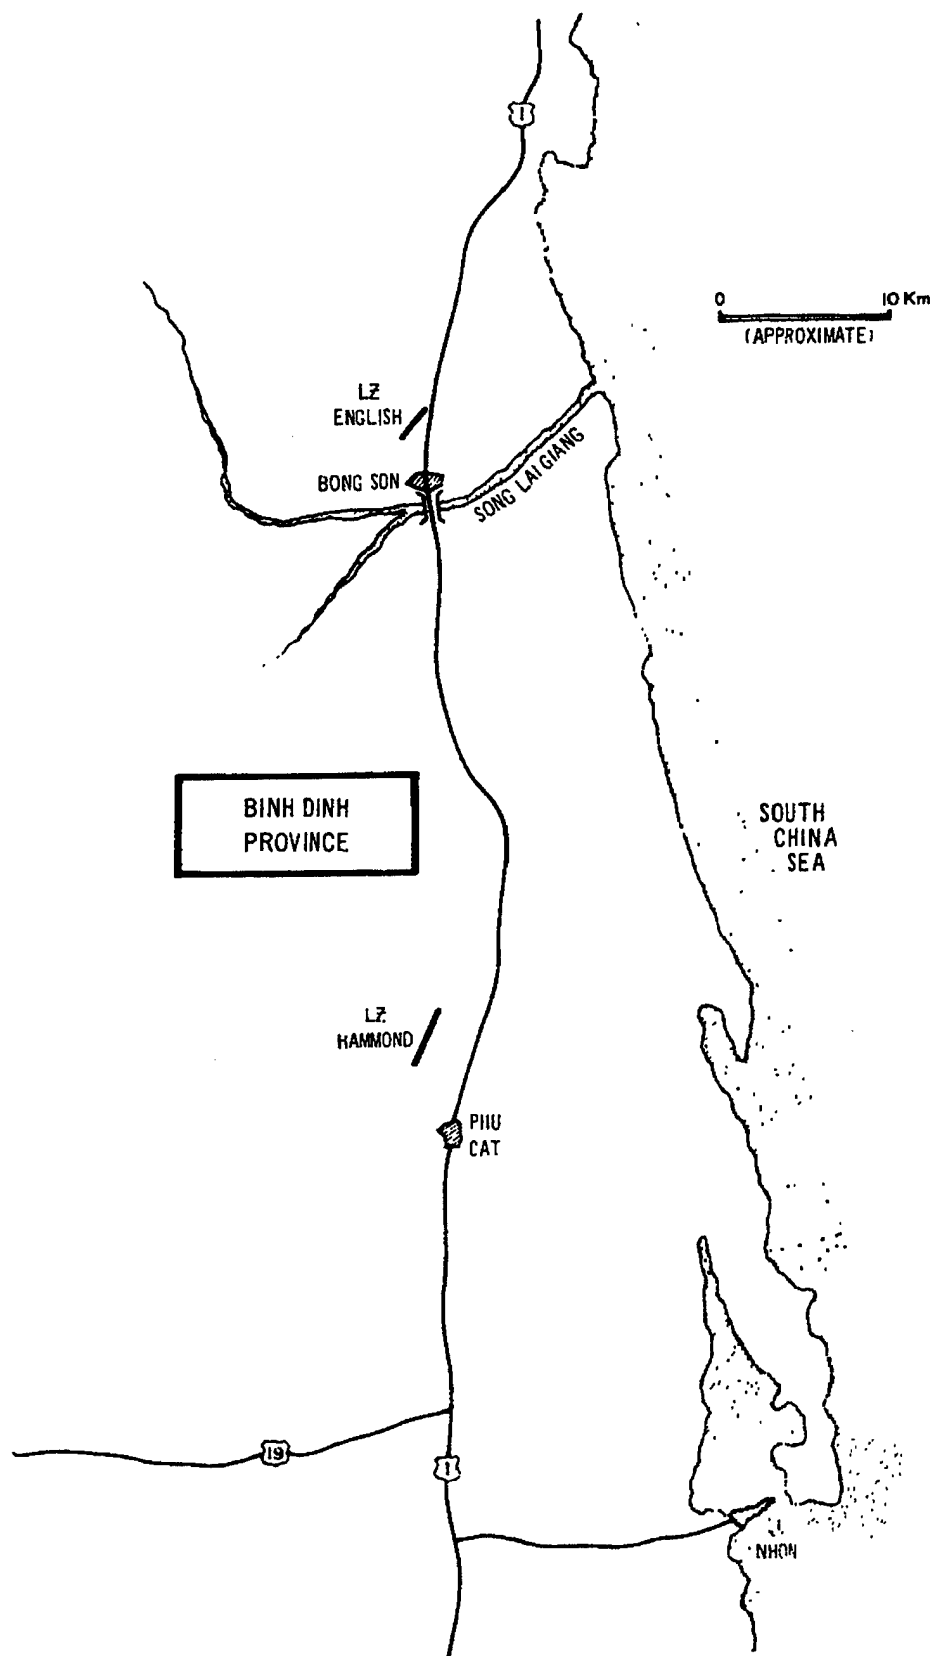 1
0 10 Km
(APPROXIMATE)
LZ
ENGLISH
BONG SON
SONG LAI GIANG
BINH DINH
PROVINCE
SOUTH
CHINA
SEA
LZ
HAMMOND
PHU
CAT
19
1
NHON